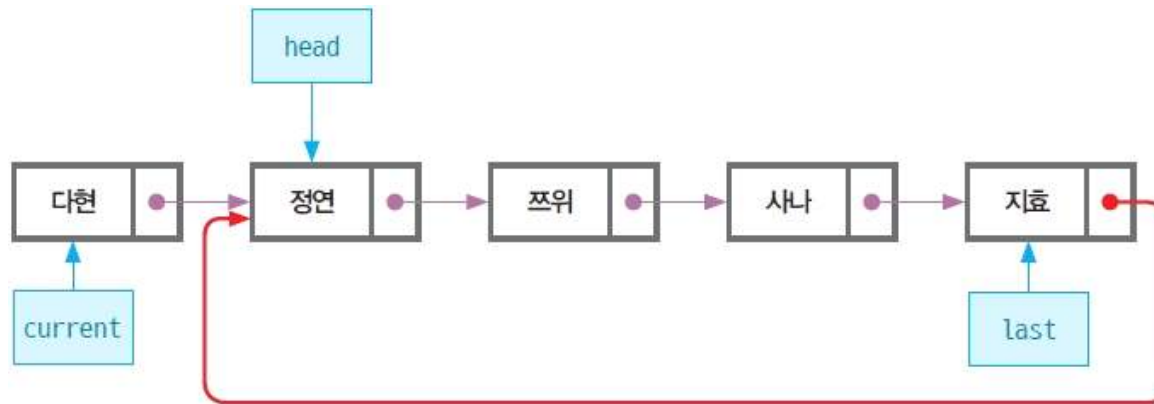 head
다현
정연
쯔위
사나
지효
current
last